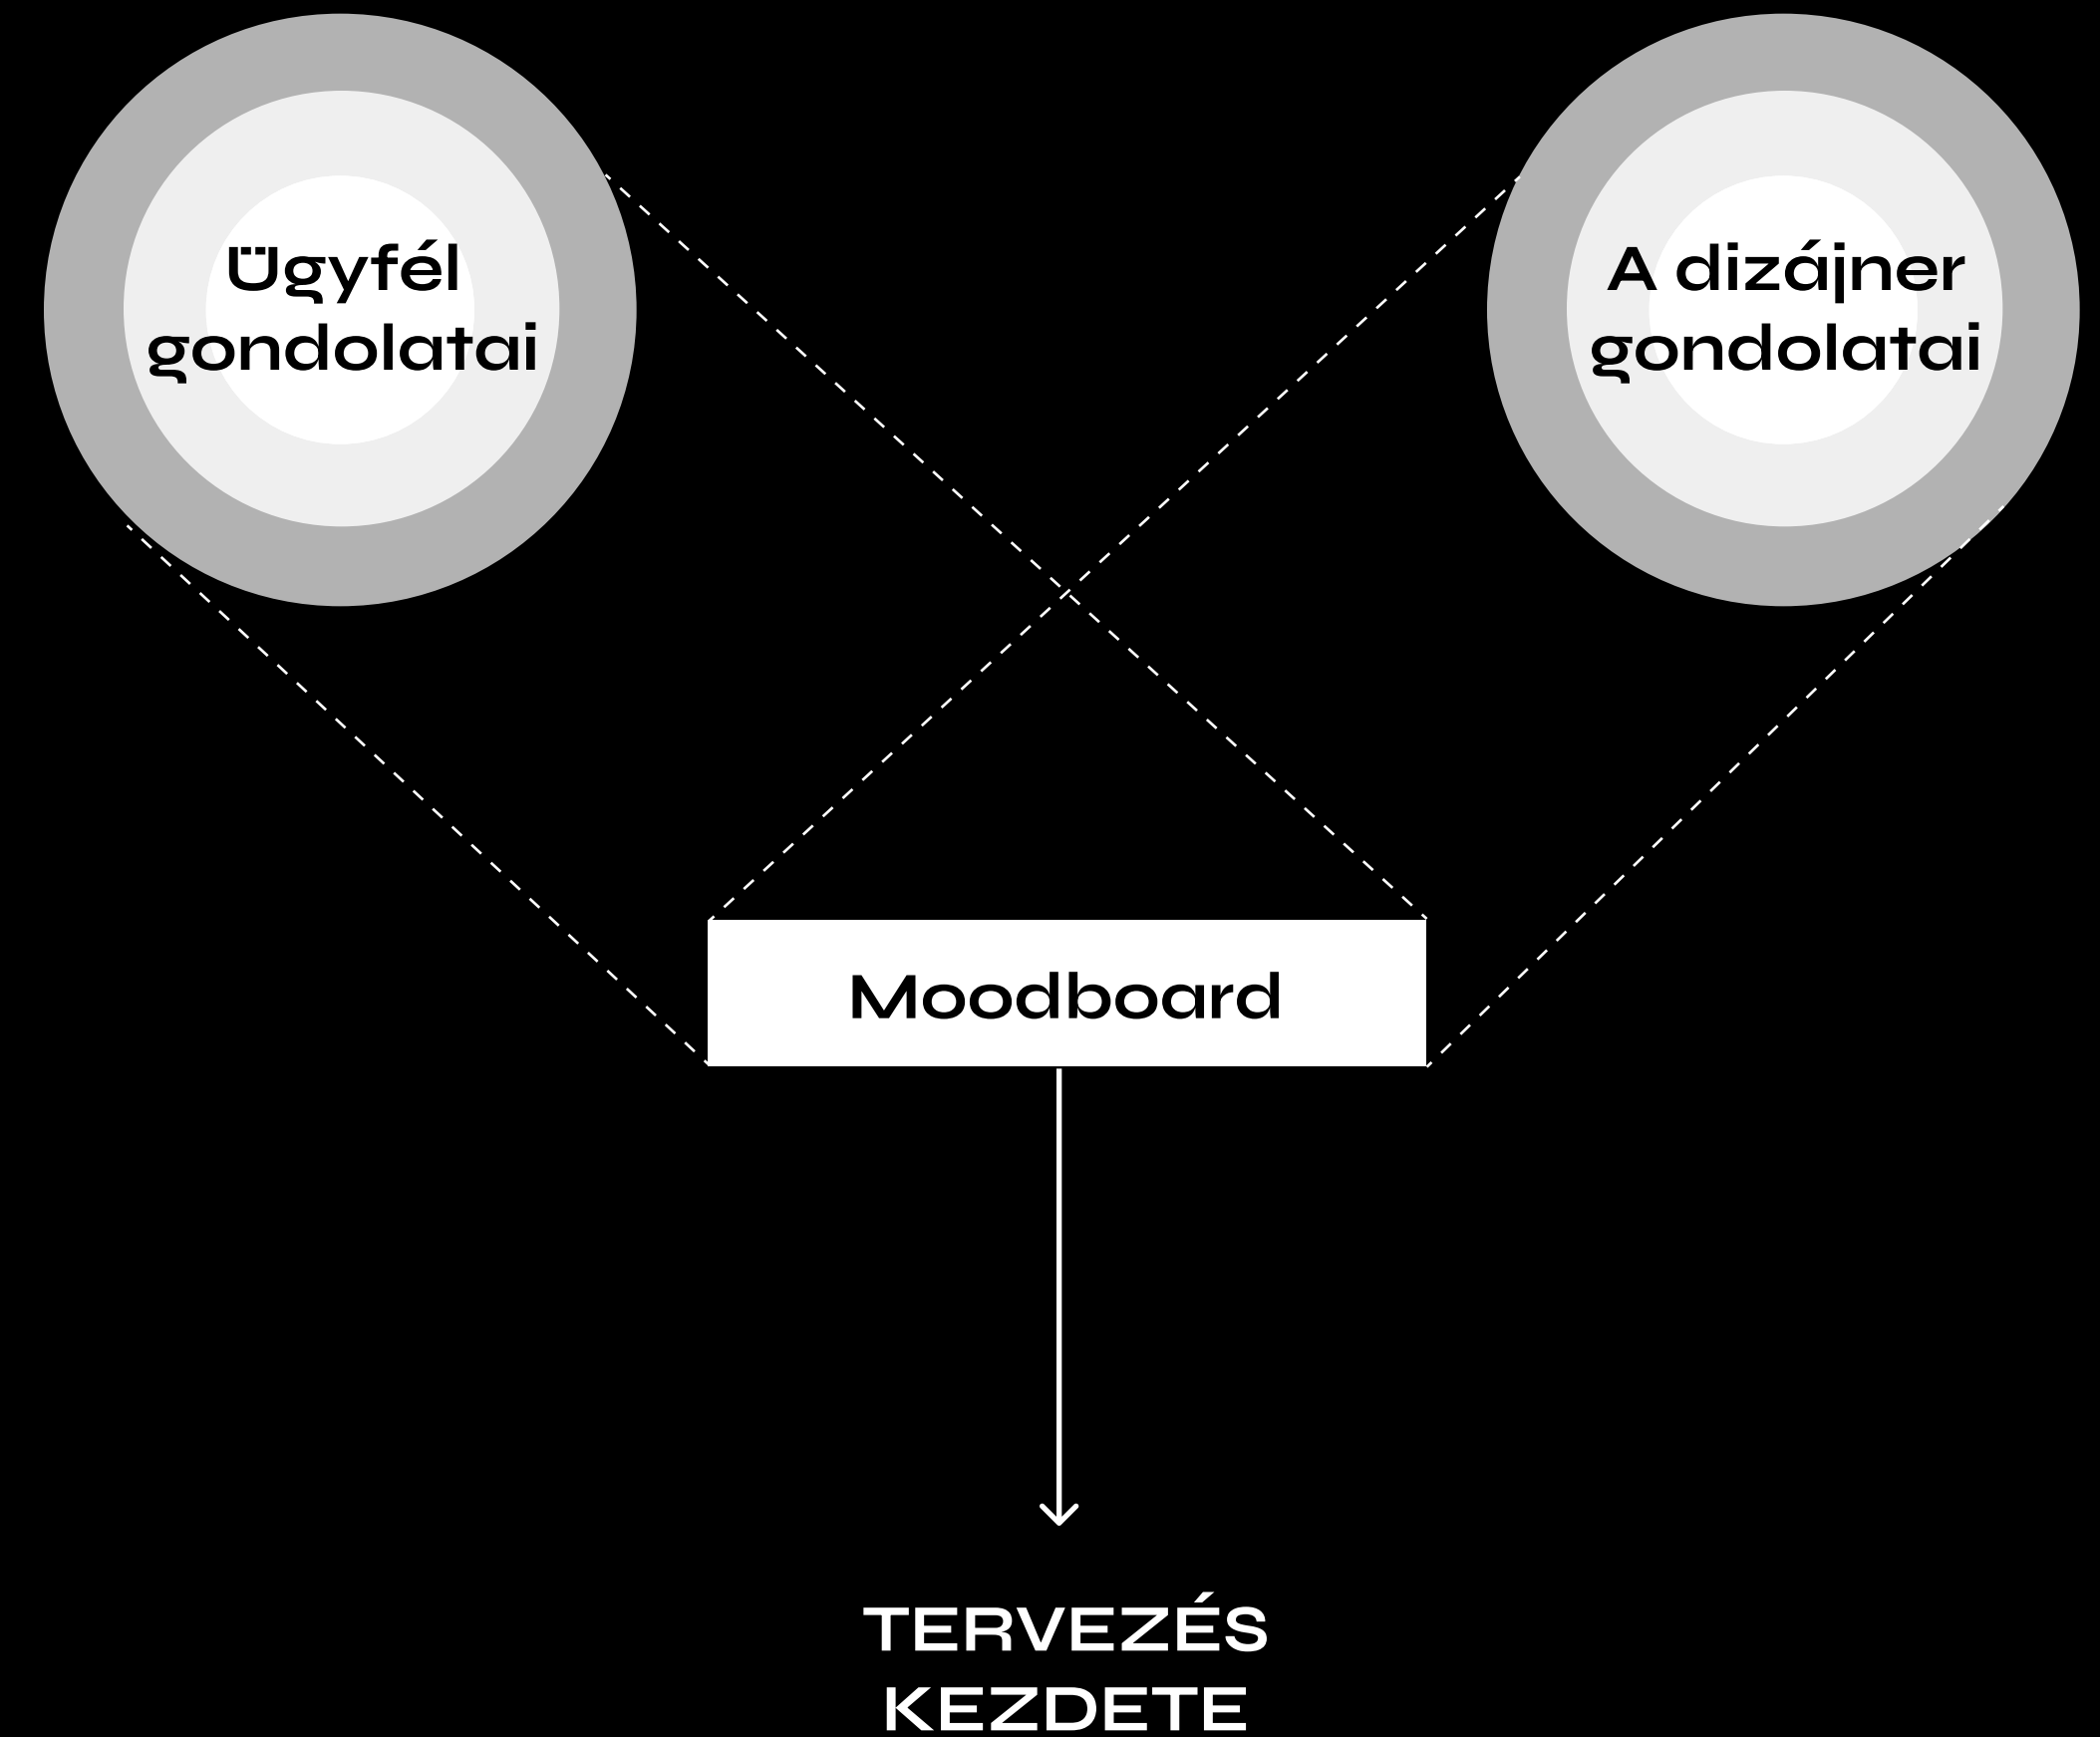 Ügyfél
gondolatai
A dizájner
gondolatai
Moodboard
TERVEZÉS
KEZDETE